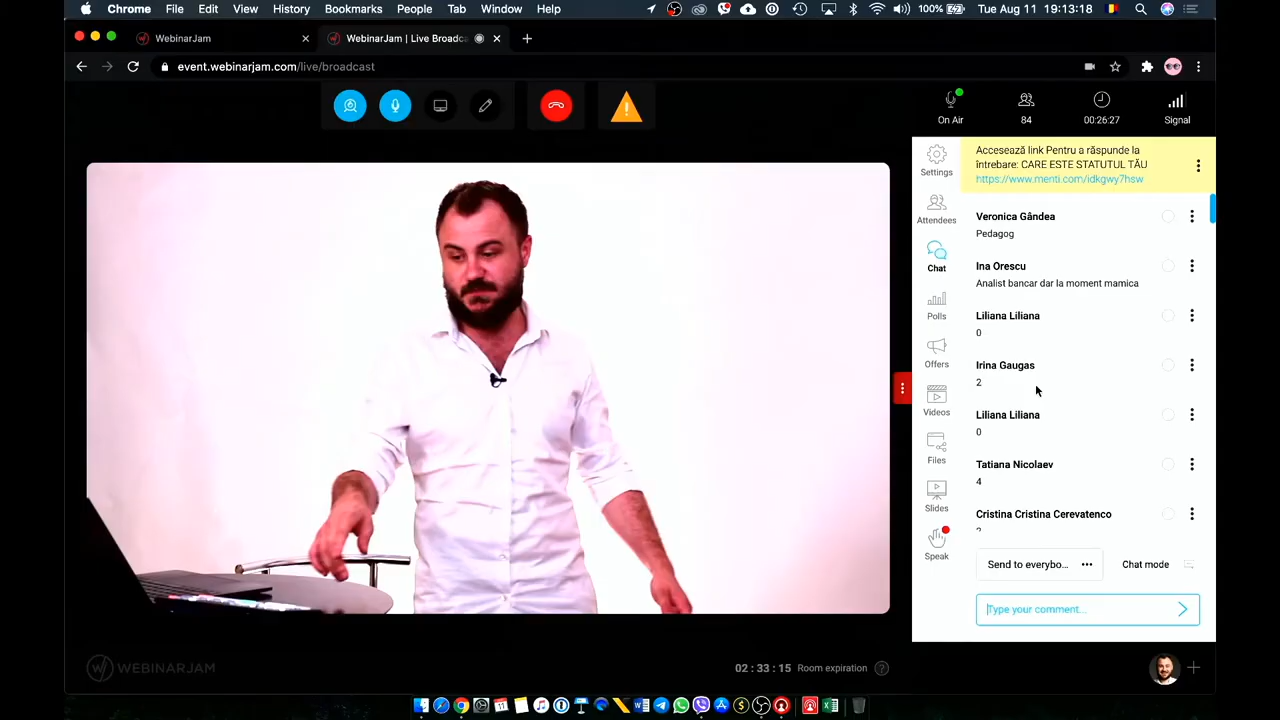 Chrome File Edit View History Bookmarks People Tab Window Help 100% Tue Aug 11 19:13:18
WebinarJam
WebinarJam | Live Broadc
event.webinarjam.com/live/broadcast
On Air
84
00:26:27
Signal
Settings
Attendees
Chat
Polls
Offers
Videos
Files
Slides
Speak
Accesează link Pentru a răspunde la
întrebare: CARE ESTE STATUTUL TĂU
https://www.menti.com/idkgwy7hsw
Veronica Gândea
Pedagog
Ina Orescu
Analist bancar dar la moment mamica
Liliana Liliana
0
Irina Gaugas
2
Liliana Liliana
0
Tatiana Nicolaev
4
Cristina Cristina Cerevatenco
Send to everybo...
Chat mode
Type your comment...
WEBINARJAM
02 : 33 : 15 Room expiration